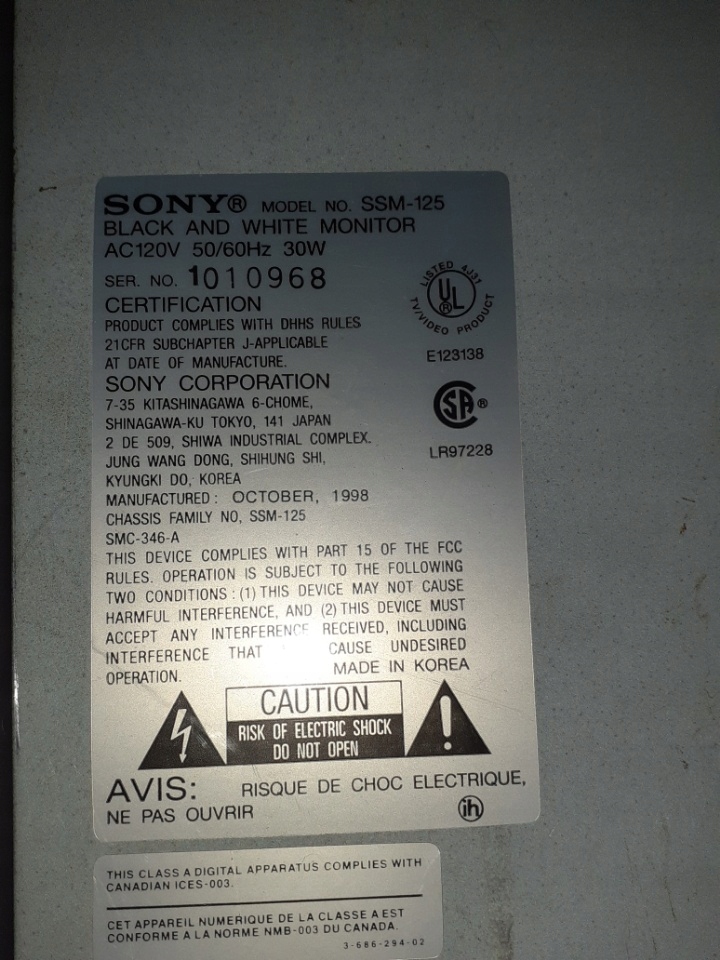 SONY® MODEL NO. SSM-125
BLACK AND WHITE MONITOR
AC120V 50/60Hz 30W
SER. NO. 1010968
CERTIFICATION
PRODUCT COMPLIES WITH DHHS RULES
21CFR SUBCHAPTER J-APPLICABLE
AT DATE OF MANUFACTURE.
SONY CORPORATION
7-35 KITASHINAGAWA 6-CHOME,
SHINAGAWA-KU TOKYO, 141 JAPAN
2 DE 509, SHIWA INDUSTRIAL COMPLEX.
JUNG WANG DONG, SHIHUNG SHI,
KYUNGKI DO, KOREA
MANUFACTURED: OCTOBER, 1998
CHASSIS FAMILY NO, SSM-125
SMC-346-A
LISTED 4J31
UL®
TV/VIDEO PRODUCT
E123138
SA®
LR97228
THIS DEVICE COMPLIES WITH PART 15 OF THE FCC
RULES. OPERATION IS SUBJECT TO THE FOLLOWING
TWO CONDITIONS: (1) THIS DEVICE MAY NOT CAUSE
HARMFUL INTERFERENCE, AND (2) THIS DEVICE MUST
ACCEPT ANY INTERFERENCE RECEIVED, INCLUDING
INTERFERENCE THAT CAUSE UNDESIRED
OPERATION. MADE IN KOREA
CAUTION
RISK OF ELECTRIC SHOCK
DO NOT OPEN
!
AVIS: RISQUE DE CHOC ELECTRIQUE,
NE PAS OUVRIR
ih
THIS CLASS A DIGITAL APPARATUS COMPLIES WITH
CANADIAN ICES-003.
CET APPAREIL NUMERIQUE DE LA CLASSE A EST
CONFORME A LA NORME NMB-003 DU CANADA.
3-686-294-02